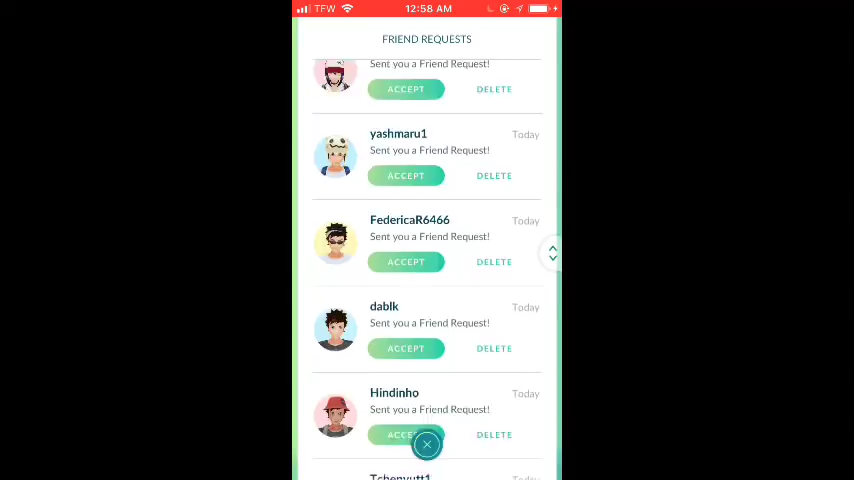 TFW 12:58 AM
FRIEND REQUESTS
Sent you a Friend Request!
ACCEPT DELETE
yashmaru1 Today
Sent you a Friend Request!
ACCEPT DELETE
FedericaR6466 Today
Sent you a Friend Request!
ACCEPT DELETE
dablk Today
Sent you a Friend Request!
ACCEPT DELETE
Hindinho Today
Sent you a Friend Request!
ACCEPT DELETE
Today